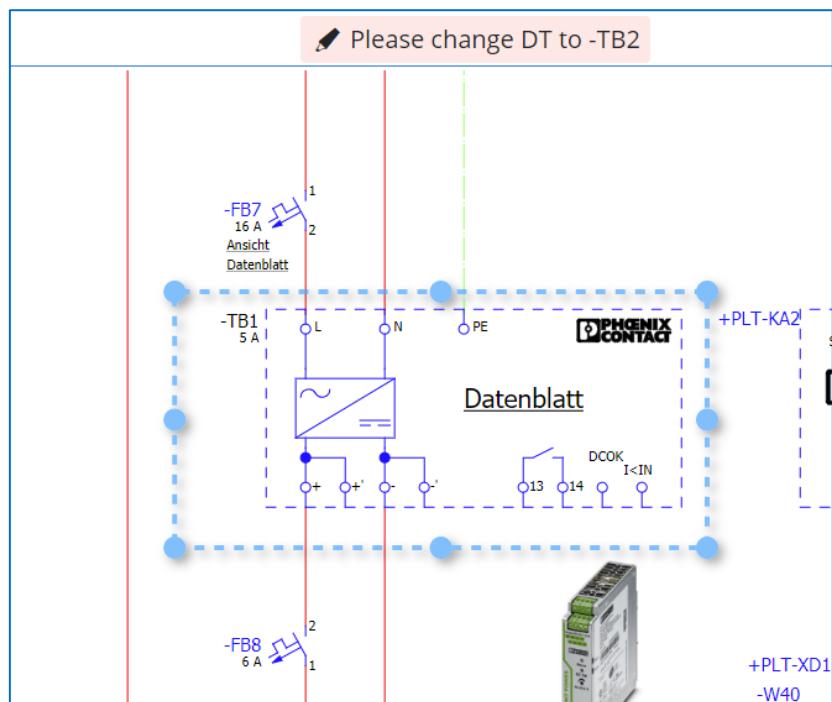 Please change DT to -TB2
1
-FB7
16 A
2
Ansicht
Datenblatt
-TB1
5 A
L
N
PE
PHŒNIX
CONTACT
+PLT-KA2
Datenblatt
DCOK
I<IN
+
+'
-
-'
13
14
2
-FB8
6 A
1
+PLT-XD1
-W40